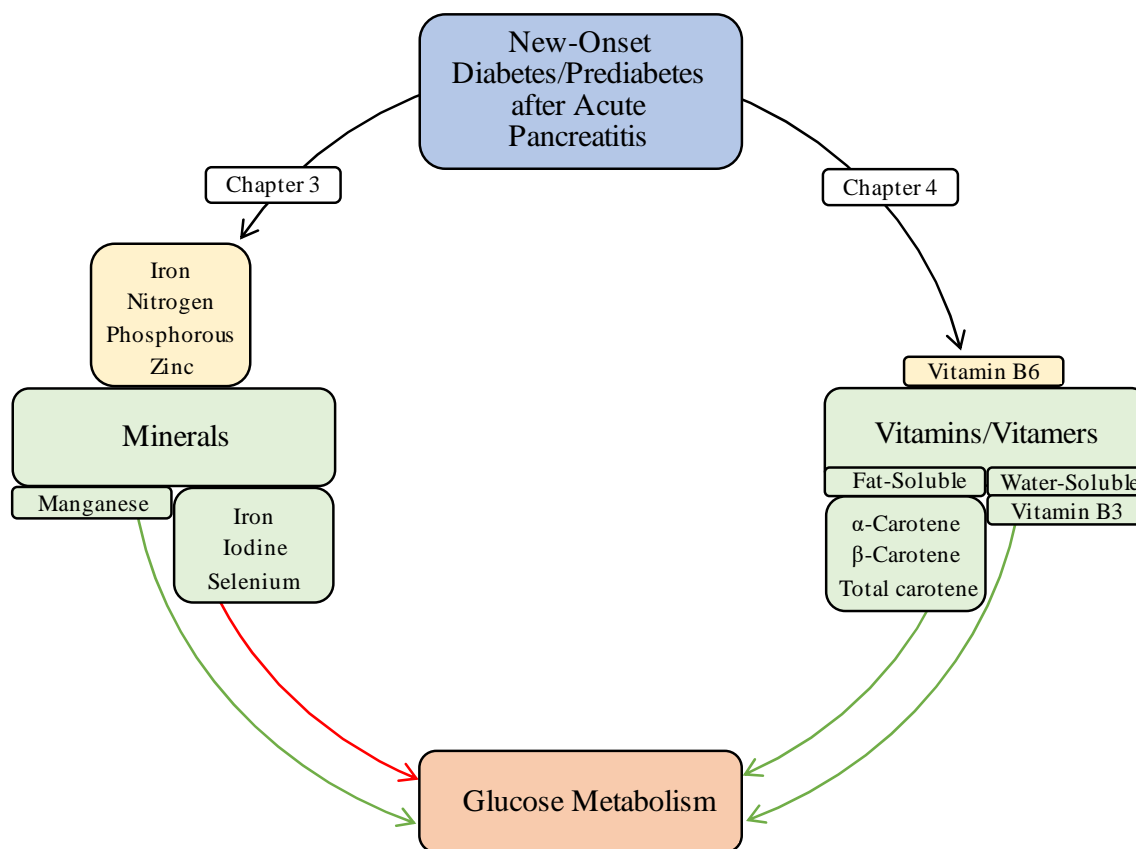 New-Onset
Diabetes/Prediabetes
after Acute
Pancreatitis
Chapter 3
Chapter 4
Iron
Nitrogen
Phosphorous
Zinc
Minerals
Manganese
Iron
Iodine
Selenium
Vitamin B6
Vitamins/Vitamers
Fat-Soluble
Water-Soluble
Vitamin B3
α-Carotene
β-Carotene
Total carotene
Glucose Metabolism